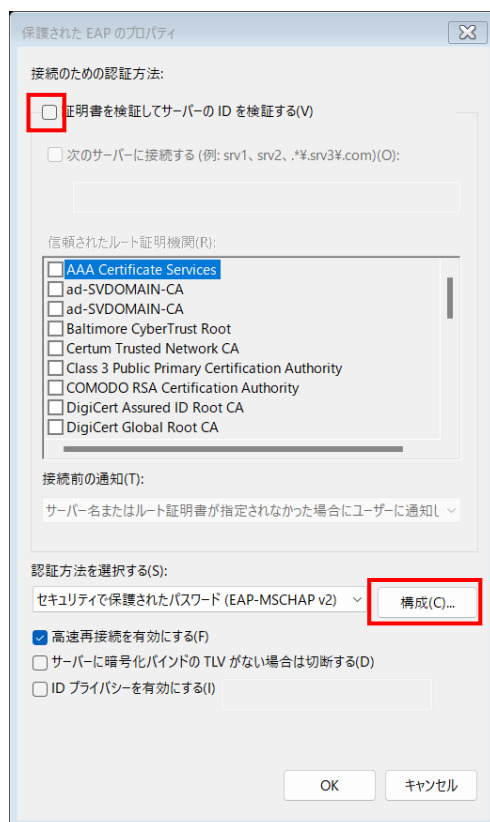 保護された EAP のプロパティ
接続のための認証方法:
証明書を検証してサーバーの ID を検証する(V)
次のサーバーに接続する (例: srv1、srv2、.*¥.srv3¥.com)(O):
信頼されたルート証明機関(R):
AAA Certificate Services
ad-SVDOMAIN-CA
ad-SVDOMAIN-CA
Baltimore CyberTrust Root
Certum Trusted Network CA
Class 3 Public Primary Certification Authority
COMODO RSA Certification Authority
DigiCert Assured ID Root CA
DigiCert Global Root CA
接続前の通知(T):
サーバー名またはルート証明書が指定されなかった場合にユーザーに通知し
認証方法を選択する(S):
セキュリティで保護されたパスワード (EAP-MSCHAP v2)
構成(C)...
高速再接続を有効にする(F)
サーバーに暗号化バインドの TLV がない場合は切断する(D)
ID プライバシーを有効にする(I)
OK
キャンセル